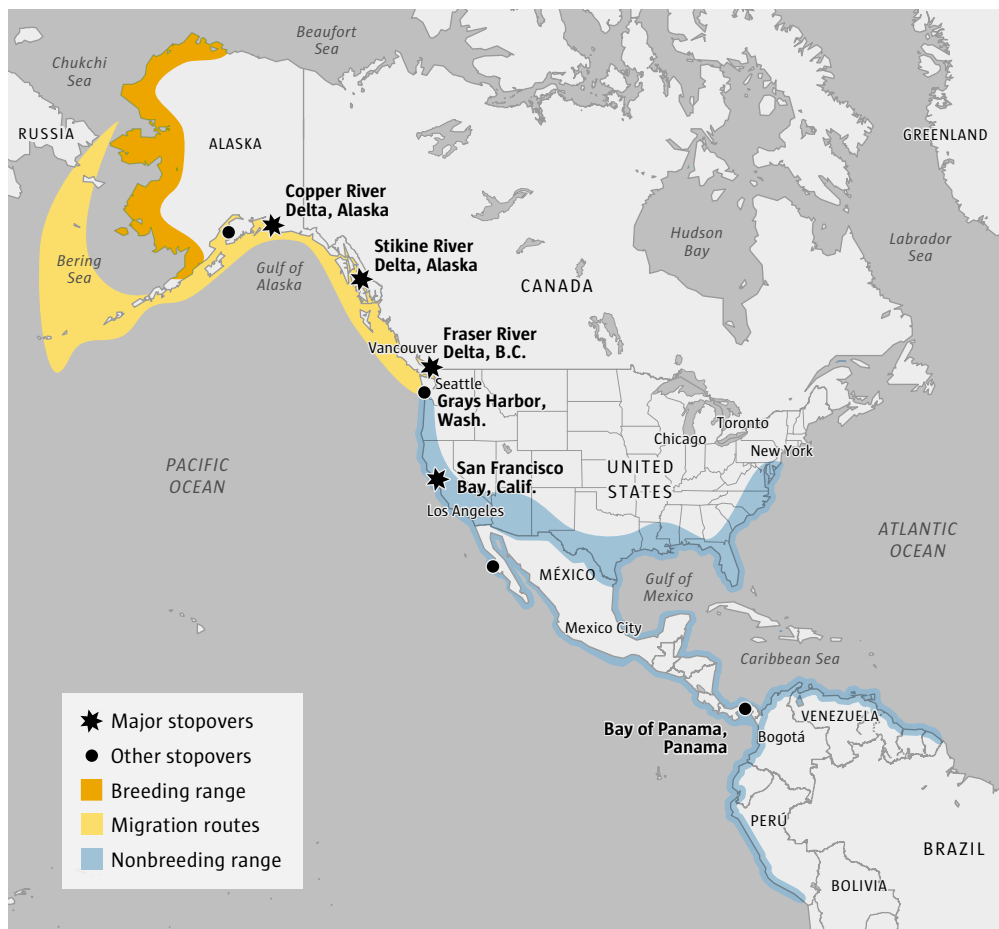 Beaufort
Sea
Chukchi
Sea
RUSSIA
ALASKA
GREENLAND
Copper River
Delta, Alaska
Stikine River
Delta, Alaska
Hudson
Bay
Labrador
Sea
Bering
Sea
Gulf of
Alaska
CANADA
Fraser River
Delta, B.C.
Vancouver
Seattle
Grays Harbor,
Wash.
Toronto
Chicago
New York
PACIFIC
OCEAN
San Francisco
Bay, Calif.
UNITED
STATES
Los Angeles
ATLANTIC
OCEAN
MÉXICO
Gulf of
Mexico
Mexico City
Caribbean Sea
Bay of Panama,
Panama
VENEZUELA
Bogotá
PERÚ
BRAZIL
BOLIVIA
Major stopovers
Other stopovers
Breeding range
Migration routes
Nonbreeding range